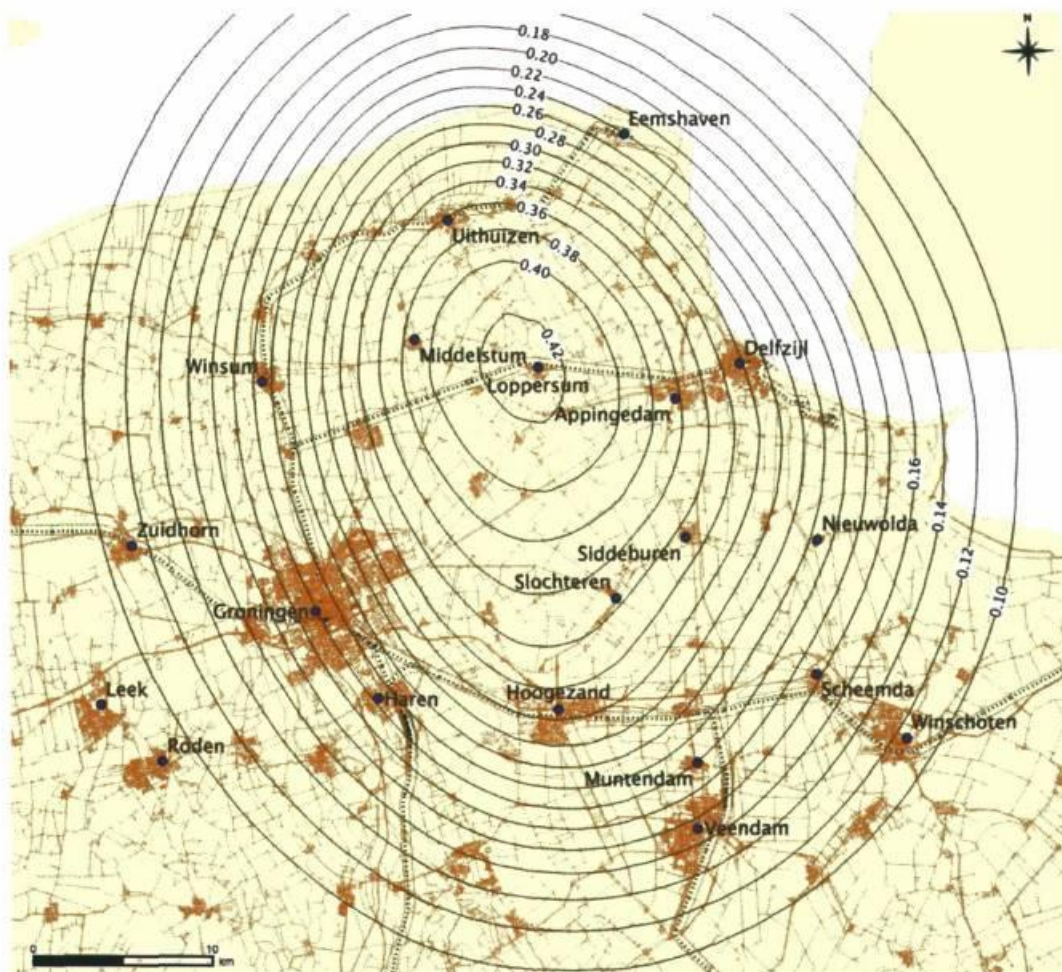 0.18
N
0.20
0.22
0.24
0.26
Eemshaven
0.28
0.30
0.32
0.34
0.36
Uithuizen
0.38
0.40
0.42
Delfzijl
Middelstum
Winsum
Loppersum
Appingedam
0.16
0.14
Nieuwolda
Zuidhorn
Siddeburen
0.12
Slochteren
0.10
Groningen
Leek
Haren
Hoogezand
Scheemda
Winschoten
Roden
Muntendam
Veendam
0
10
km